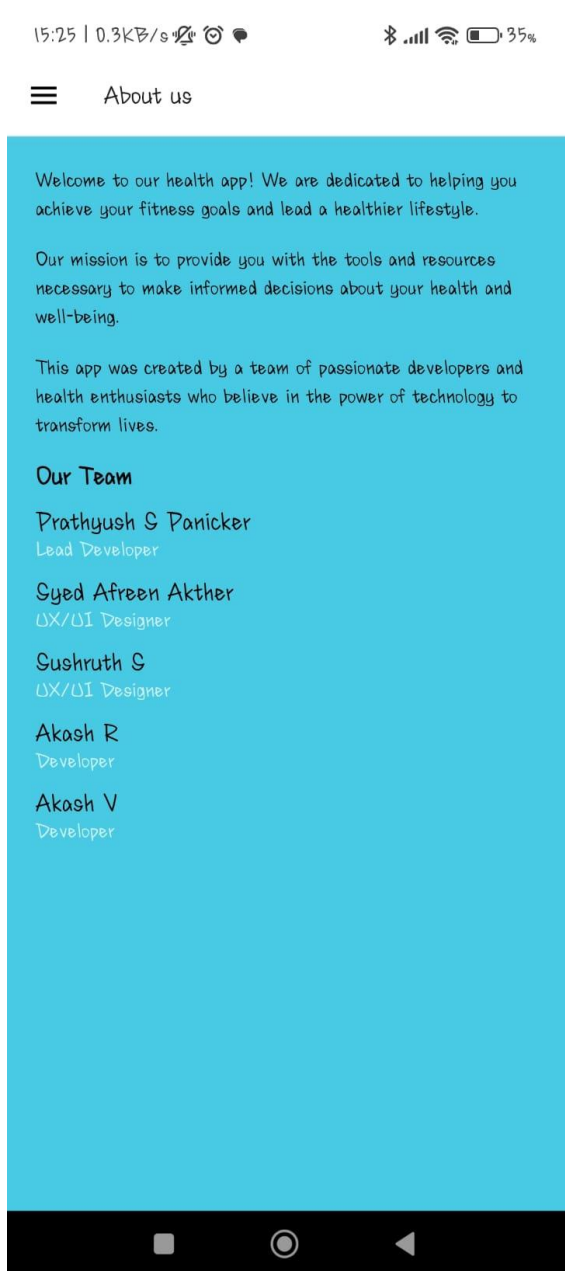 15:25 | 0.3KB/s 35%
About us
Welcome to our health app! We are dedicated to helping you
achieve your fitness goals and lead a healthier lifestyle.
Our mission is to provide you with the tools and resources
necessary to make informed decisions about your health and
well-being.
This app was created by a team of passionate developers and
health enthusiasts who believe in the power of technology to
transform lives.
Our Team
Prathyush S Panicker
Lead Developer
Syed Afreen Akther
UX/UI Designer
Sushruth S
UX/UI Designer
Akash R
Developer
Akash V
Developer